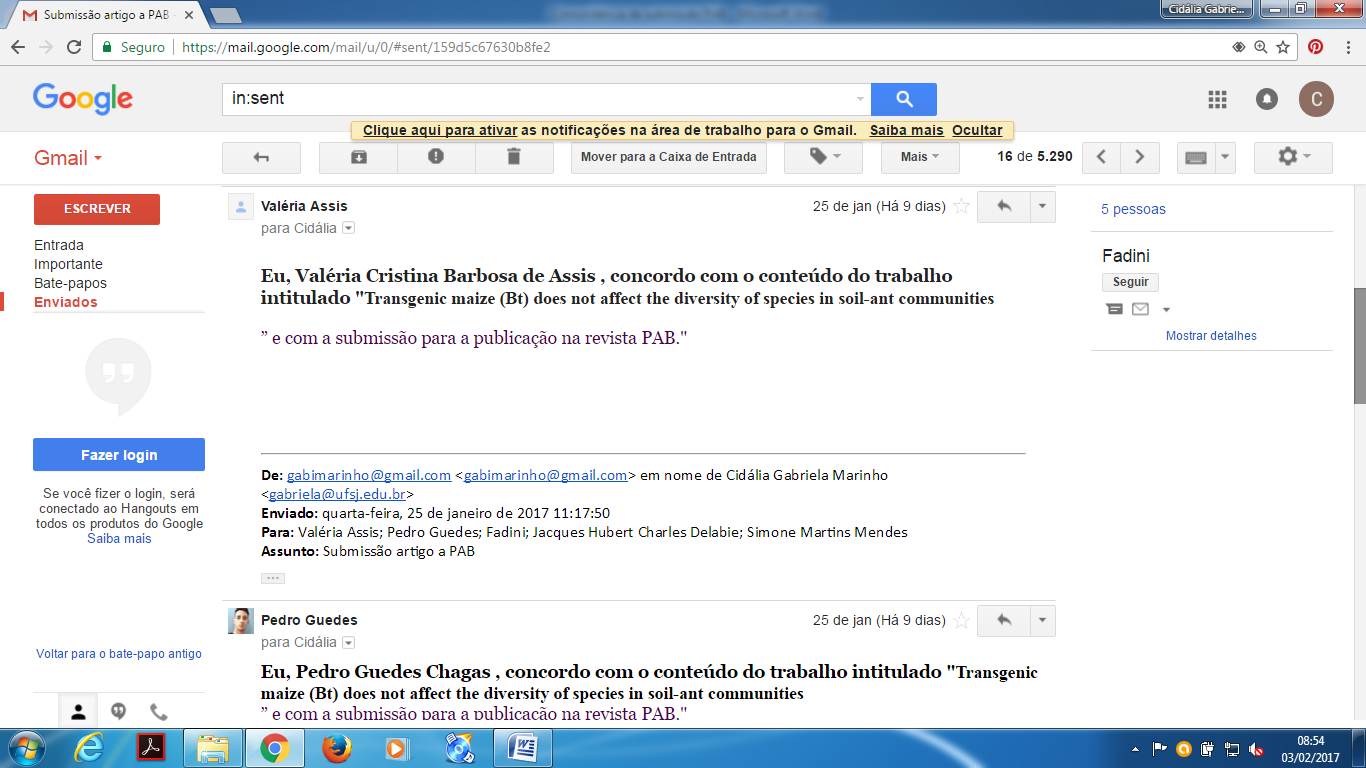 Submissão artigo a PAB
Cidália Gabrie...
Seguro
https://mail.google.com/mail/u/0/#sent/159d5c67630b8fe2
Google
in:sent
C
Clique aqui para ativar as notificações na área de trabalho para o Gmail. Saiba mais Ocultar
Gmail
Mover para a Caixa de Entrada
Mais
16 de 5.290
ESCREVER
Entrada
Importante
Bate-papos
Enviados
Fazer login
Se você fizer o login, será
conectado ao Hangouts em
todos os produtos do Google
Saiba mais
Voltar para o bate-papo antigo
Valéria Assis
25 de jan (Há 9 dias)
para Cidália
Eu, Valéria Cristina Barbosa de Assis , concordo com o conteúdo do trabalho
intitulado "Transgenic maize (Bt) does not affect the diversity of species in soil-ant communities
” e com a submissão para a publicação na revista PAB."
De: gabimarinho@gmail.com <gabimarinho@gmail.com> em nome de Cidália Gabriela Marinho
<gabriela@ufsj.edu.br>
Enviado: quarta-feira, 25 de janeiro de 2017 11:17:50
Para: Valéria Assis; Pedro Guedes; Fadini; Jacques Hubert Charles Delabie; Simone Martins Mendes
Assunto: Submissão artigo a PAB
Pedro Guedes
25 de jan (Há 9 dias)
para Cidália
Eu, Pedro Guedes Chagas , concordo com o conteúdo do trabalho intitulado "Transgenic
maize (Bt) does not affect the diversity of species in soil-ant communities
” e com a submissão para a publicação na revista PAB."
5 pessoas
Fadini
Seguir
Mostrar detalhes
08:54
03/02/2017